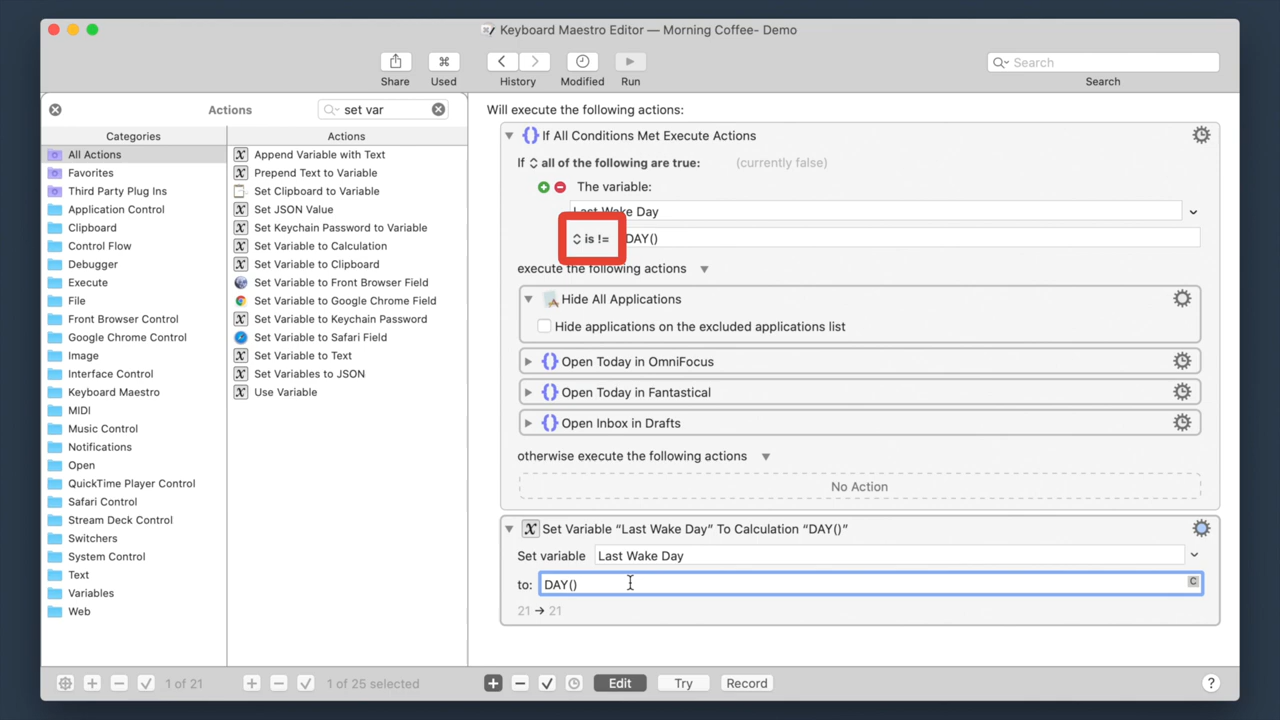 Keyboard Maestro Editor — Morning Coffee- Demo
Share
Used
History
Modified
Run
Search
Search
Actions
set var
Categories
Actions
All Actions
Favorites
Third Party Plug Ins
Application Control
Clipboard
Control Flow
Debugger
Execute
File
Front Browser Control
Google Chrome Control
Image
Interface Control
Keyboard Maestro
MIDI
Music Control
Notifications
Open
QuickTime Player Control
Safari Control
Stream Deck Control
Switchers
System Control
Text
Variables
Web
Append Variable with Text
Prepend Text to Variable
Set Clipboard to Variable
Set JSON Value
Set Keychain Password to Variable
Set Variable to Calculation
Set Variable to Clipboard
Set Variable to Front Browser Field
Set Variable to Google Chrome Field
Set Variable to Keychain Password
Set Variable to Safari Field
Set Variable to Text
Set Variables to JSON
Use Variable
Will execute the following actions:
If All Conditions Met Execute Actions
If all of the following are true: (currently false)
The variable:
Last Wake Day
is != DAY()
execute the following actions
Hide All Applications
Hide applications on the excluded applications list
Open Today in OmniFocus
Open Today in Fantastical
Open Inbox in Drafts
otherwise execute the following actions
No Action
Set Variable “Last Wake Day” To Calculation “DAY()”
Set variable Last Wake Day
to: DAY() C
21 → 21
1 of 21
1 of 25 selected
Edit
Try
Record
?